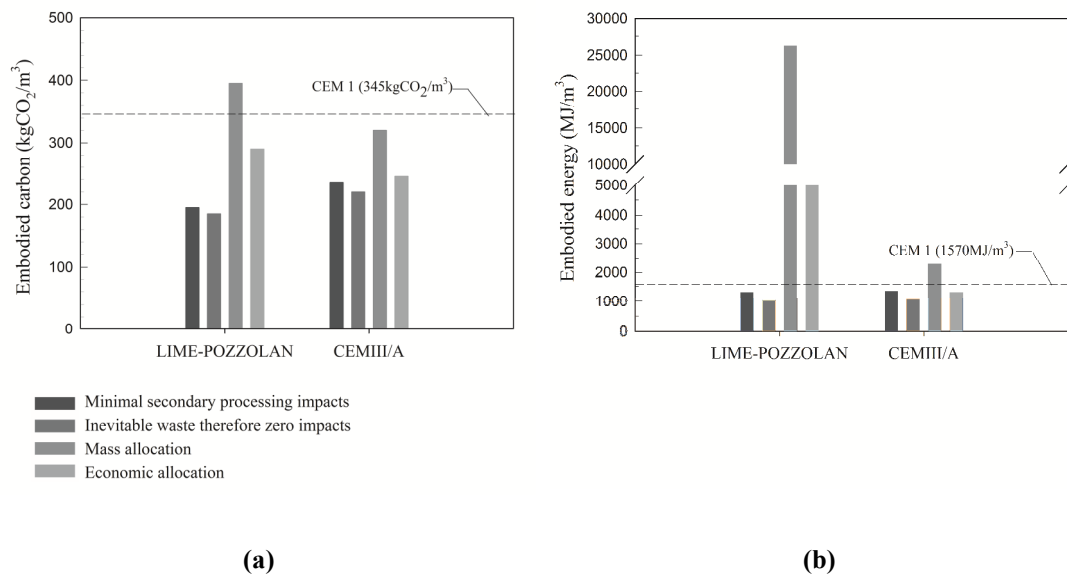 500
400
300
200
100
0
Embodied carbon (kgCO₂/m³)
CEM 1 (345kgCO₂/m³)
LIME-POZZOLAN
CEMIII/A
Minimal secondary processing impacts
Inevitable waste therefore zero impacts
Mass allocation
Economic allocation
(a)
30000
25000
20000
15000
10000
5000
4000
3000
2000
1000
0
Embodied energy (MJ/m³)
CEM 1 (1570MJ/m³)
LIME-POZZOLAN
CEMIII/A
(b)